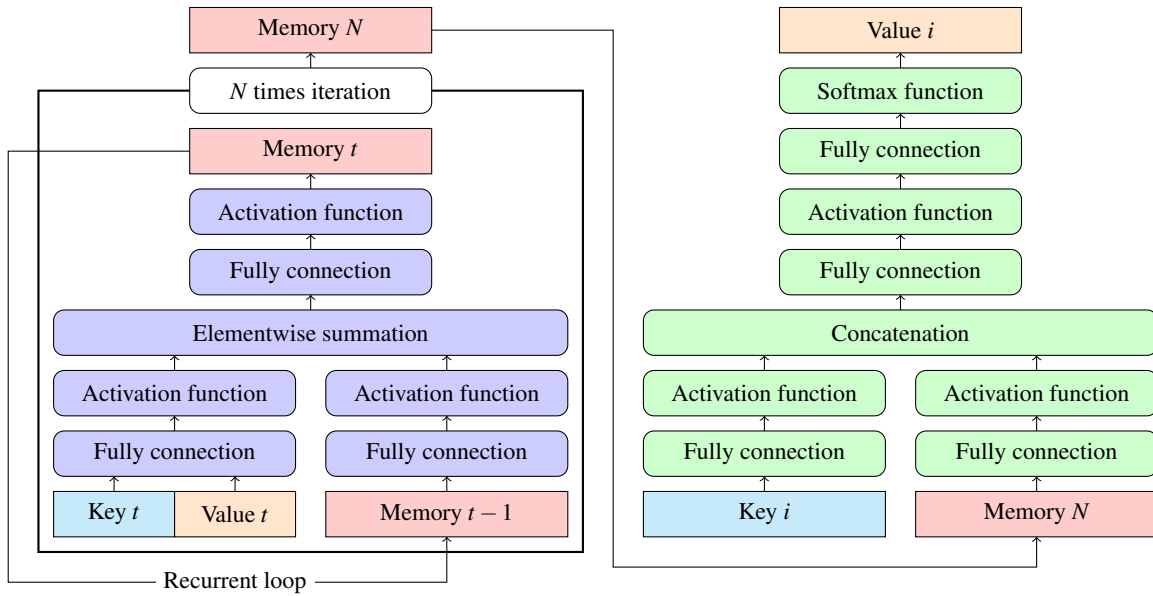 Memory N
N times iteration
Memory t
Activation function
Fully connection
Elementwise summation
Activation function
Activation function
Fully connection
Fully connection
Key t
Value t
Memory t − 1
Recurrent loop
Value i
Softmax function
Fully connection
Activation function
Fully connection
Concatenation
Activation function
Activation function
Fully connection
Fully connection
Key i
Memory N